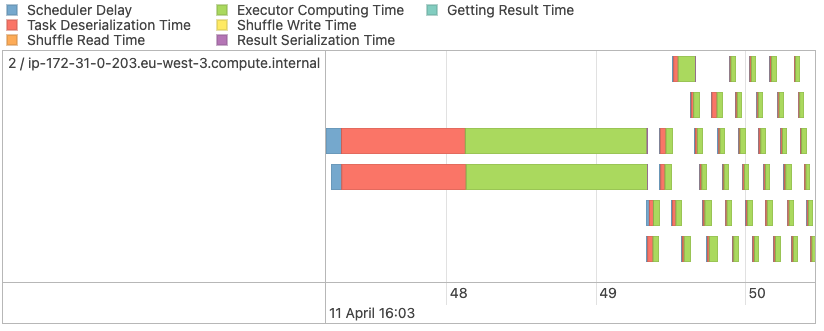 Scheduler Delay
Executor Computing Time
Getting Result Time
Task Deserialization Time
Shuffle Write Time
Shuffle Read Time
Result Serialization Time
2 / ip-172-31-0-203.eu-west-3.compute.internal
48
49
50
11 April 16:03